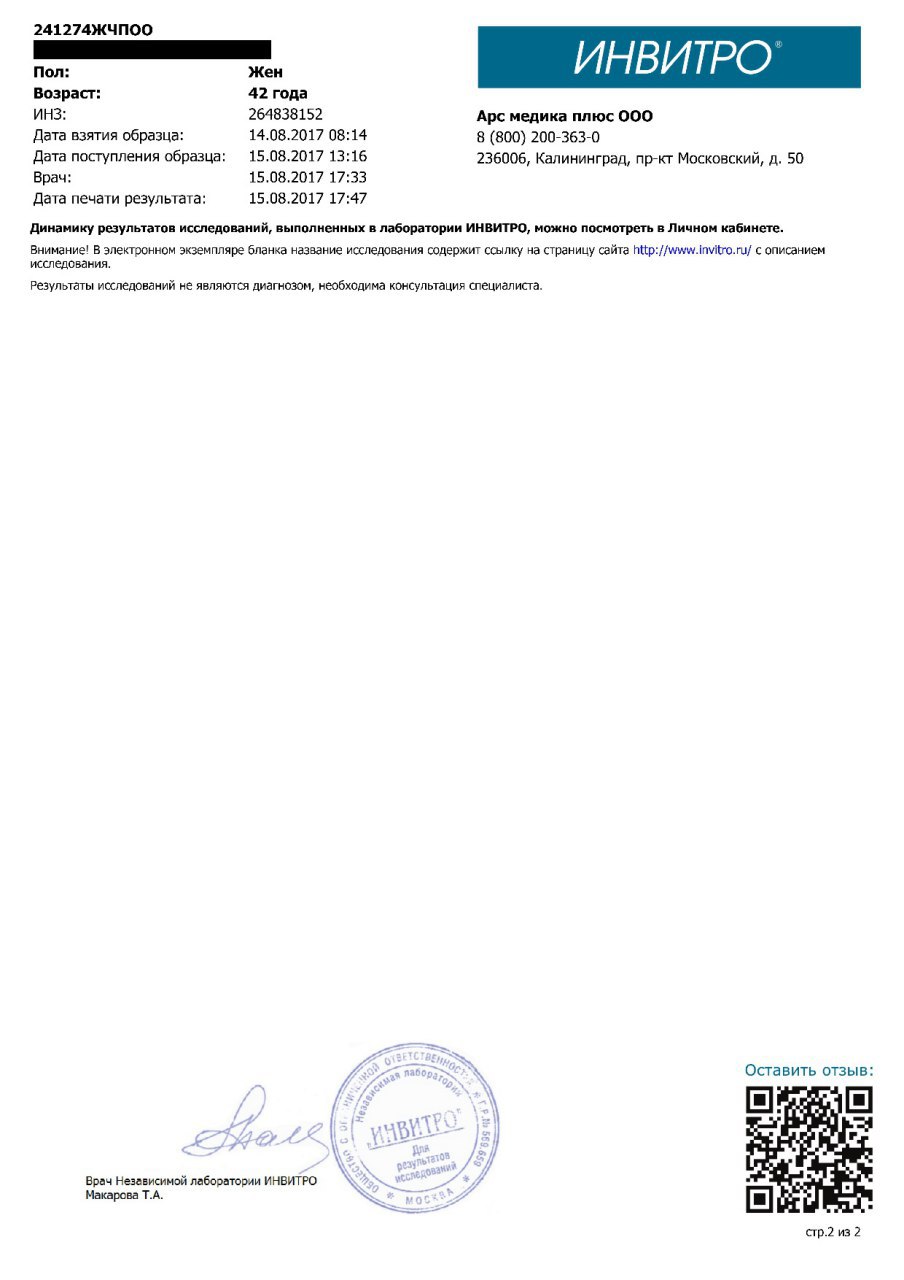 241274ЖЧПОО
ИНВИТРО®
Пол: Жен
Возраст: 42 года
ИНЗ: 264838152
Дата взятия образца: 14.08.2017 08:14
Дата поступления образца: 15.08.2017 13:16
Врач: 15.08.2017 17:33
Дата печати результата: 15.08.2017 17:47
Арс медика плюс ООО
8 (800) 200-363-0
236006, Калининград, пр-кт Московский, д. 50
Динамику результатов исследований, выполненных в лаборатории ИНВИТРО, можно посмотреть в Личном кабинете.
Внимание! В электронном экземпляре бланка название исследования содержит ссылку на страницу сайта http://www.invitro.ru/ с описанием
исследования.
Результаты исследований не являются диагнозом, необходима консультация специалиста.
ОБЩЕСТВО С ОГРАНИЧЕННОЙ ОТВЕТСТВЕННОСТЬЮ
Независимая лаборатория
"ИНВИТРО"
Для
результатов
исследований
* МОСКВА *
Врач Независимой лаборатории ИНВИТРО
Макарова Т.А.
Оставить отзыв:
стр.2 из 2